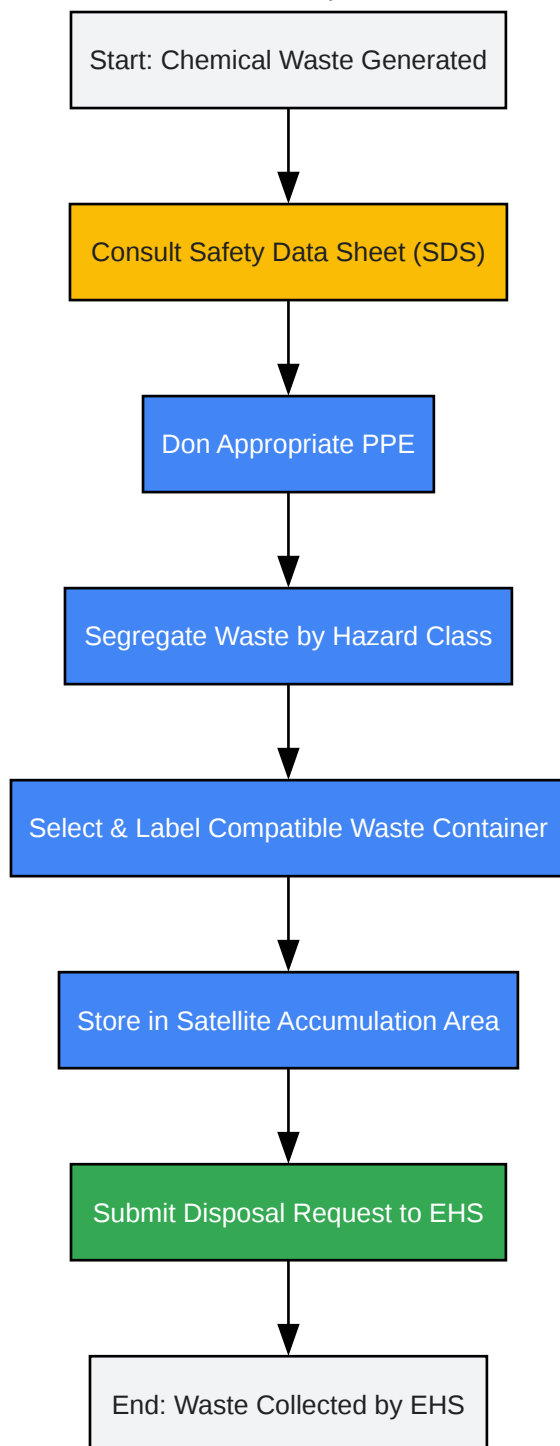 Start: Chemical Waste Generated
Consult Safety Data Sheet (SDS)
Don Appropriate PPE
Segregate Waste by Hazard Class
Select & Label Compatible Waste Container
Store in Satellite Accumulation Area
Submit Disposal Request to EHS
End: Waste Collected by EHS